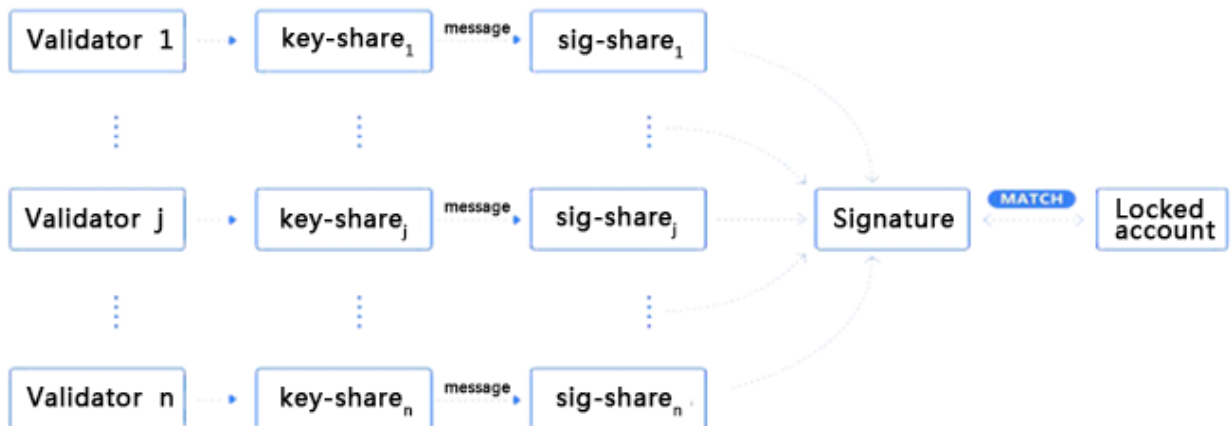 Validator 1 key-share₁ message sig-share₁
Validator j key-shareⱼ message sig-shareⱼ Signature MATCH Locked
account
Validator n key-shareₙ message sig-shareₙ